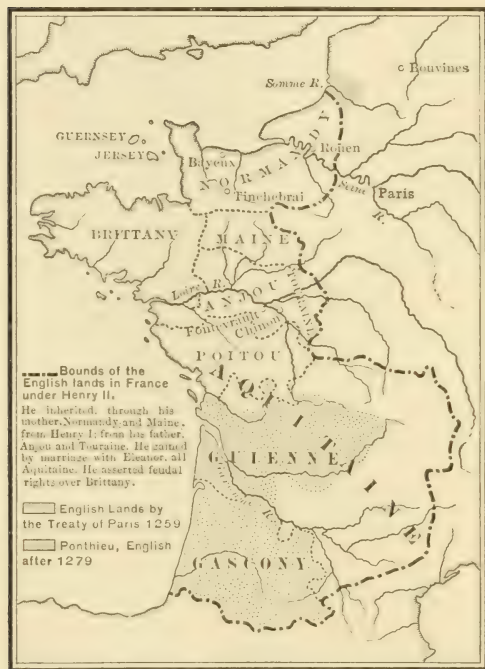 Bouvines
Somme R.
GUERNSEY
JERSEY
Bayeux
NORMANDY
Rouen
Tinchebrai
Seine
R.
Paris
BRITTANY
MAINE
Loire R.
ANJOU
TOURAINE
Fontevrault
Chinon
POITOU
AQUITAINE
GUIENNE
GASCONY
Bounds of the
English lands in France
under Henry II.
He inherited, through his
mother, Normandy and Maine,
from Henry I; from his father,
Anjou and Touraine. He gained
by marriage with Eleanor, all
Aquitaine. He asserted feudal
rights over Brittany.
English Lands by
the Treaty of Paris 1259
Ponthieu, English
after 1279